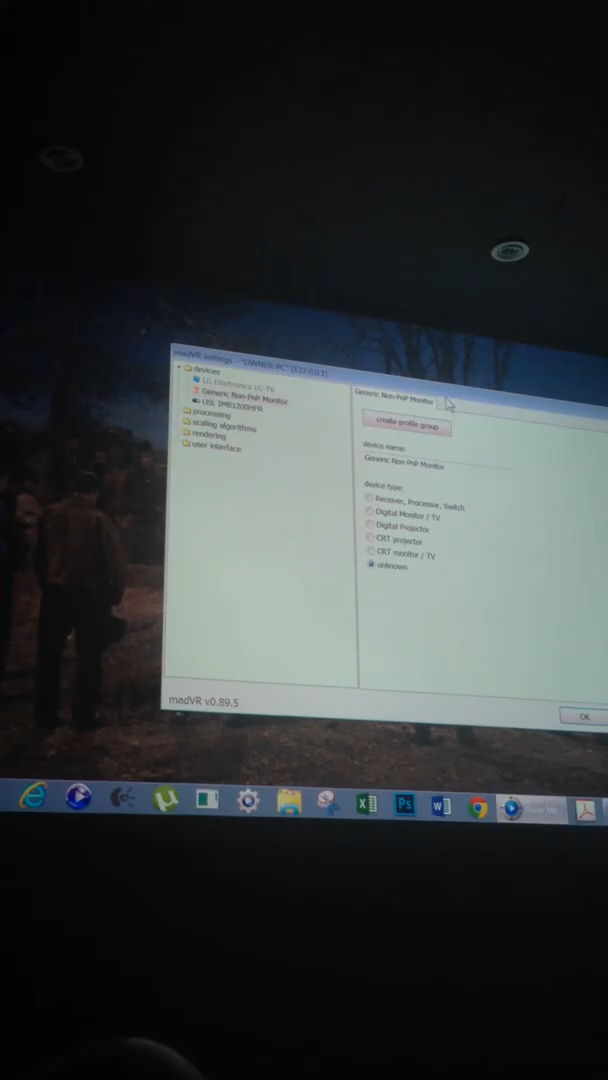 madVR settings - "OWNER-PC" (127.0.0.1)
devices
LG Electronics LG TV
Generic Non-PnP Monitor
USL IMB1200HFR
processing
scaling algorithms
rendering
user interface
Generic Non-PnP Monitor
create profile group
device name:
Generic Non-PnP Monitor
device type:
Receiver, Processor, Switch
Digital Monitor / TV
Digital Projector
CRT projector
CRT monitor / TV
unknown
madVR v0.89.5
OK
Ps